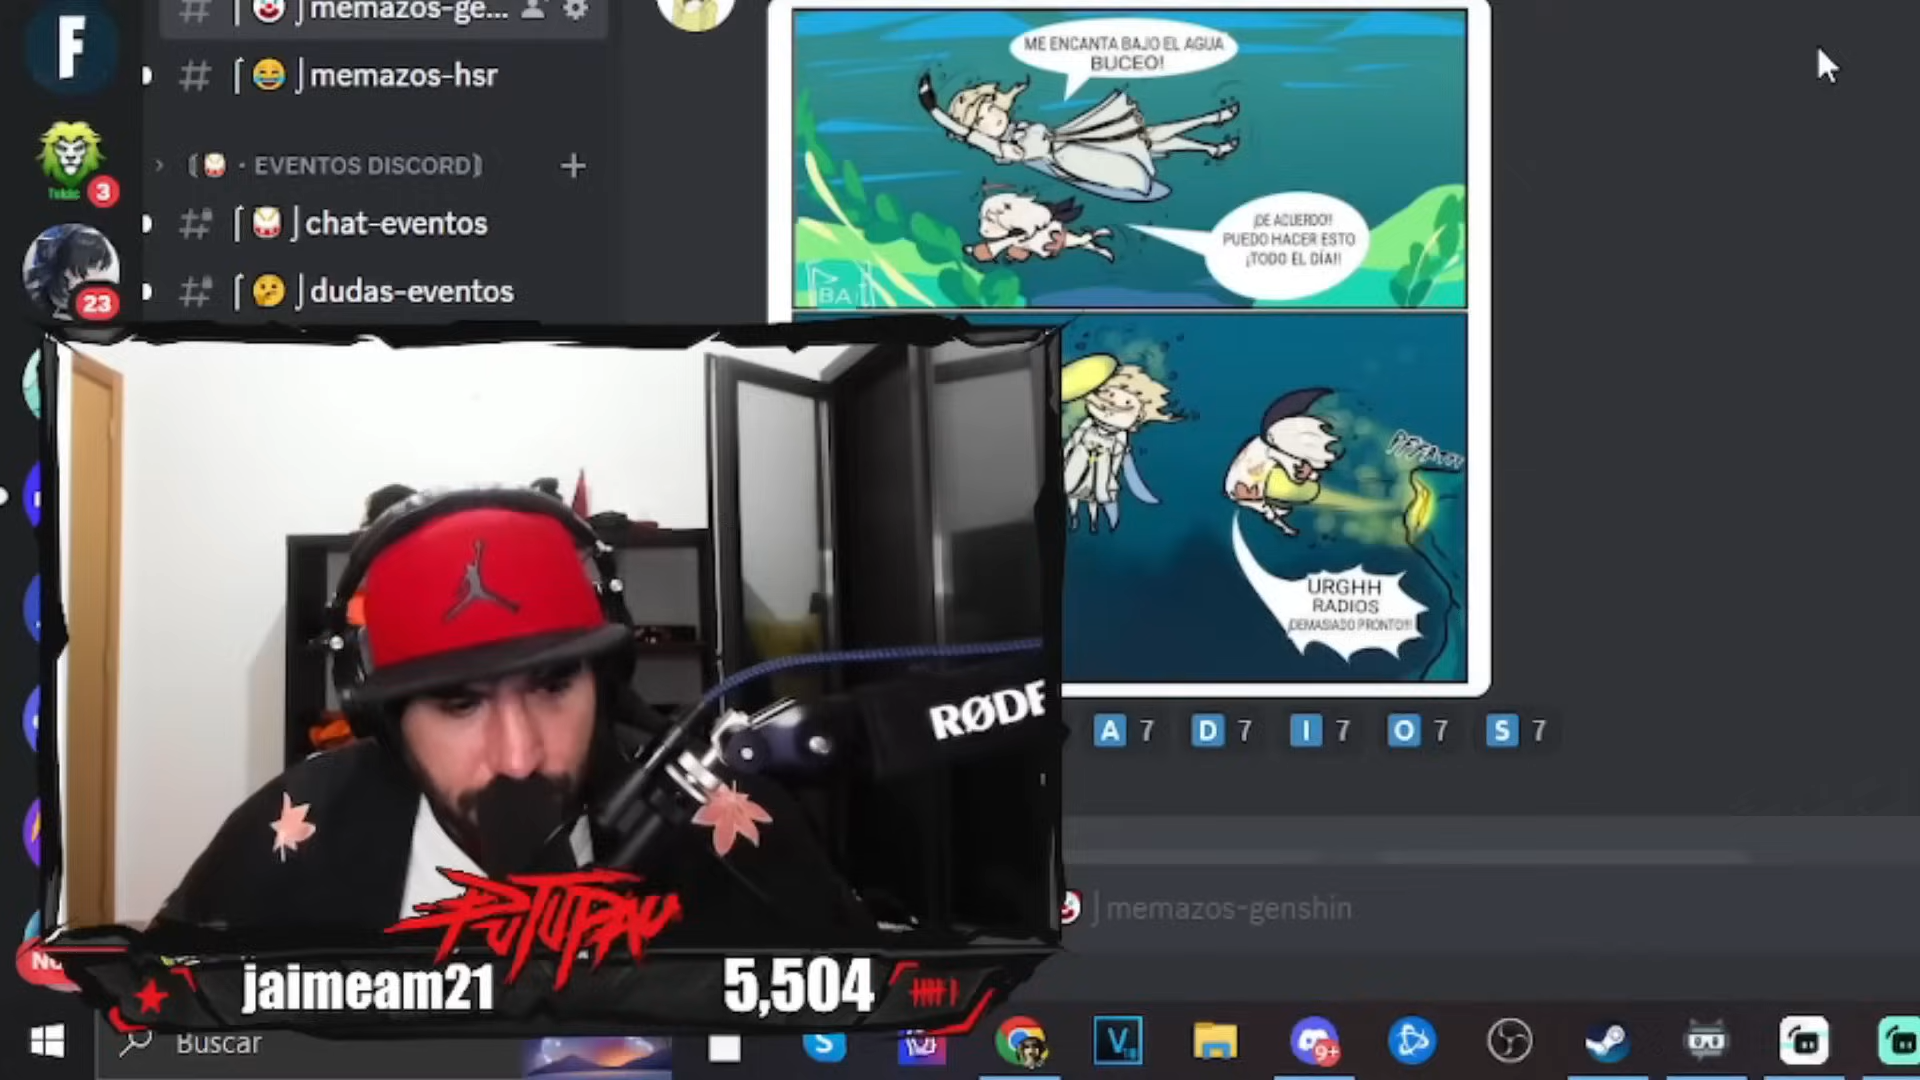 F
memazos-ge...
memazos-hsr
EVENTOS DISCORD
chat-eventos
dudas-eventos
3
23
ME ENCANTA BAJO EL AGUA
BUCEO!
¡DE ACUERDO!!
PUEDO HACER ESTO
¡TODO EL DÍA!!
BAI
URGHH
RADIOS
¡DEMASIADO PRONTO!!!
A 7 D 7 I 7 O 7 S 7
memazos-genshin
RØDE
PUTUPAU
jaimeam21
5,504
Buscar
S
V
9+